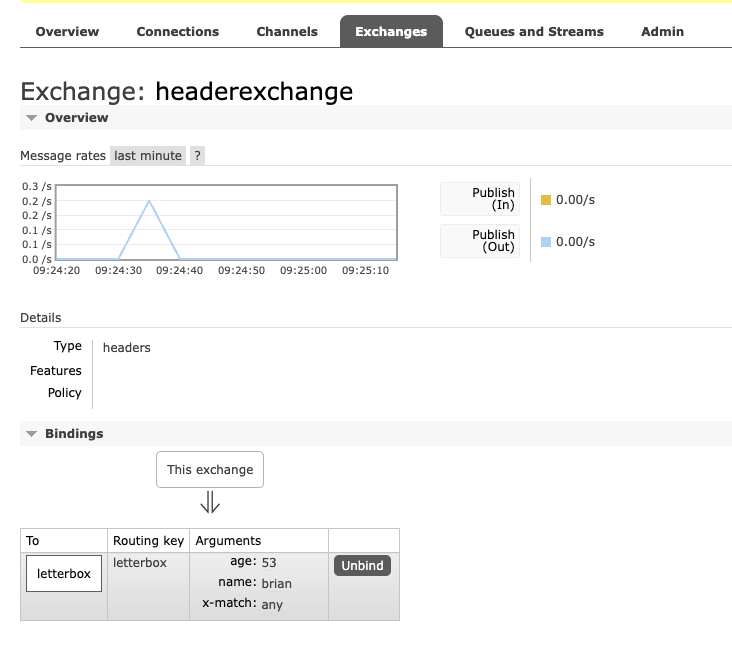 Overview Connections Channels Exchanges Queues and Streams Admin
Exchange: headerexchange
Overview
Message rates last minute ?
0.3 /s
0.2 /s
0.2 /s
0.1 /s
0.1 /s
0.0 /s
09:24:20 09:24:30 09:24:40 09:24:50 09:25:00 09:25:10
Publish
(In)
0.00/s
Publish
(Out)
0.00/s
Details
Type headers
Features
Policy
Bindings
This exchange
⇓
To Routing key Arguments
letterbox letterbox age: 53
name: brian
x-match: any
Unbind